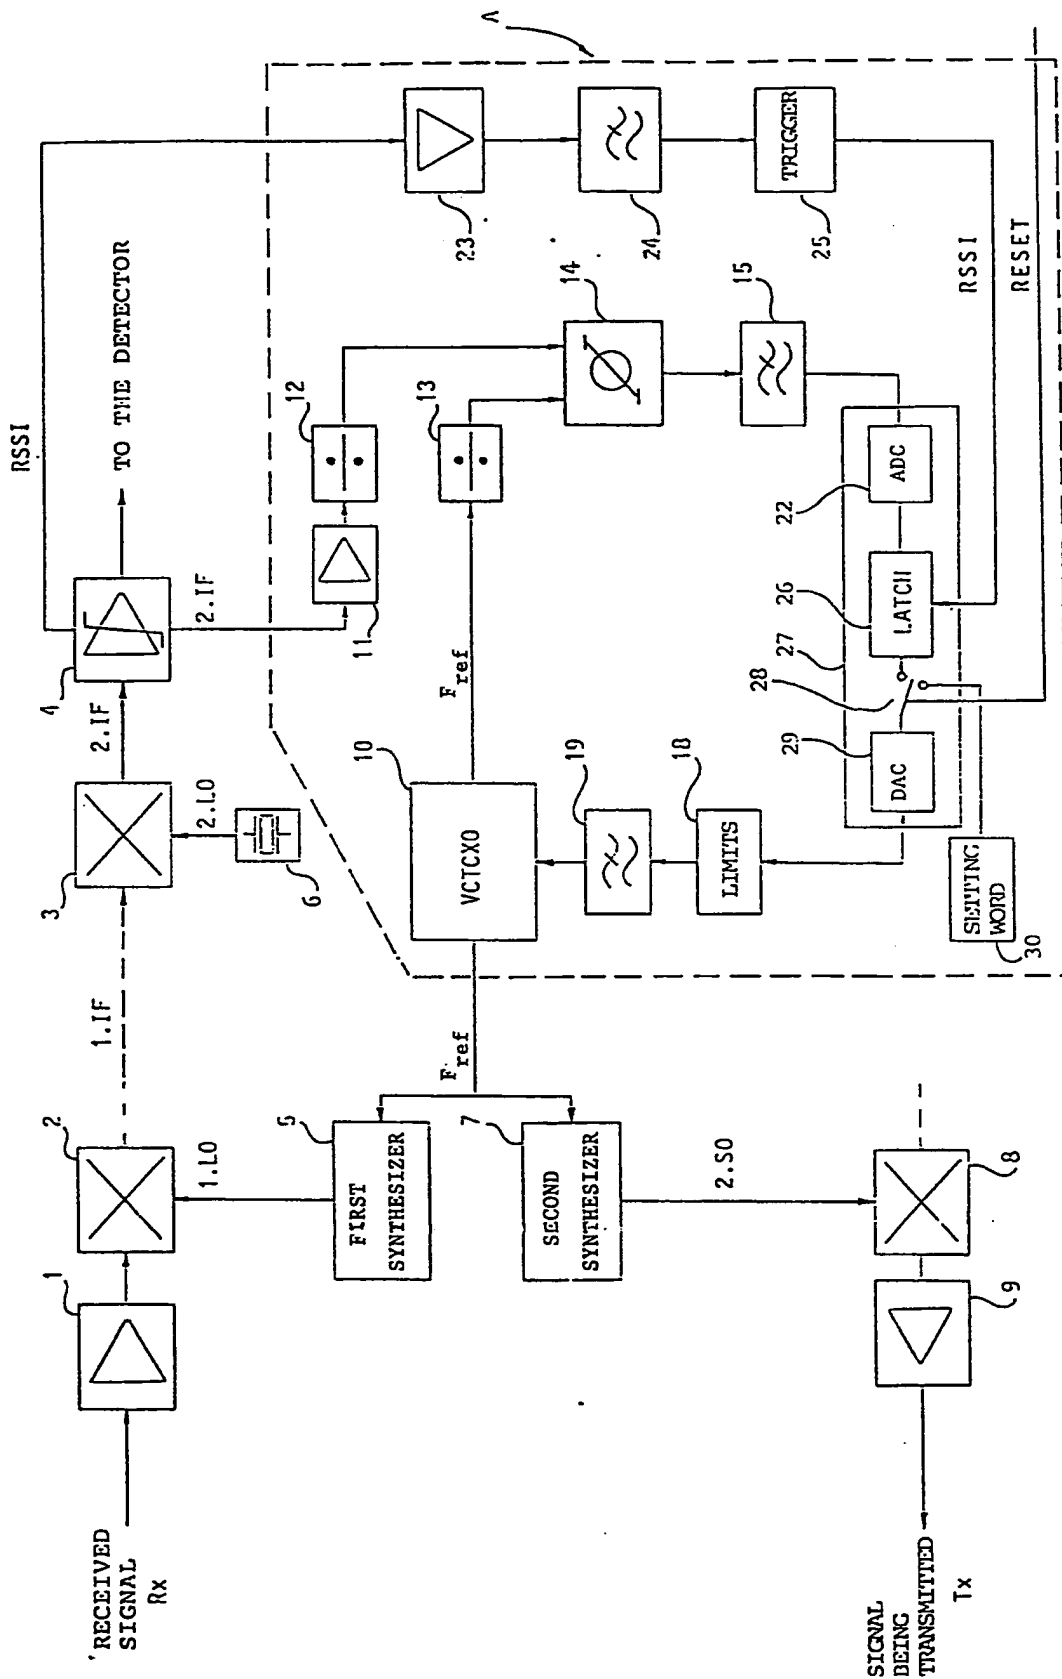 RSSI
TO THE DETECTOR
4
2.IF
2.IF
3
2.LO
6
1.IF
2
1.LO
1
'RECEIVED
SIGNAL
Rx
A
11
12
13
F ref
10
VCTCXO
F ref
5
FIRST
SYNTHESIZER
7
SECOND
SYNTHESIZER
2.SO
8
9
SIGNAL
BEING
TRANSMITTED
Tx
23
24
TRIGGER
25
14
15
RSSI
RESET
ADC
22
LATCH
26
27
28
DAC
29
19
18
LIMITS
SETTING
WORD
30